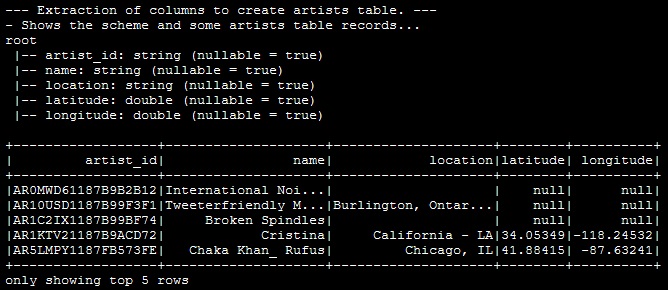 --- Extraction of columns to create artists table. ---
- Shows the scheme and some artists table records...
root
 |-- artist_id: string (nullable = true)
 |-- name: string (nullable = true)
 |-- location: string (nullable = true)
 |-- latitude: double (nullable = true)
 |-- longitude: double (nullable = true)

+------------------+--------------------+--------------------+--------+----------+
|         artist_id|                name|            location|latitude| longitude|
+------------------+--------------------+--------------------+--------+----------+
|AR0MWD61187B9B2B12|International Noi...|                    |    null|      null|
|AR10USD1187B99F3F1|Tweeterfriendly M...|Burlington, Ontar...|    null|      null|
|AR1C2IX1187B99BF74|     Broken Spindles|                    |    null|      null|
|AR1KTV21187B9ACD72|            Cristina|     California - LA|34.05349|-118.24532|
|AR5LMPY1187FB573FE|   Chaka Khan_ Rufus|         Chicago, IL|41.88415| -87.63241|
+------------------+--------------------+--------------------+--------+----------+
only showing top 5 rows